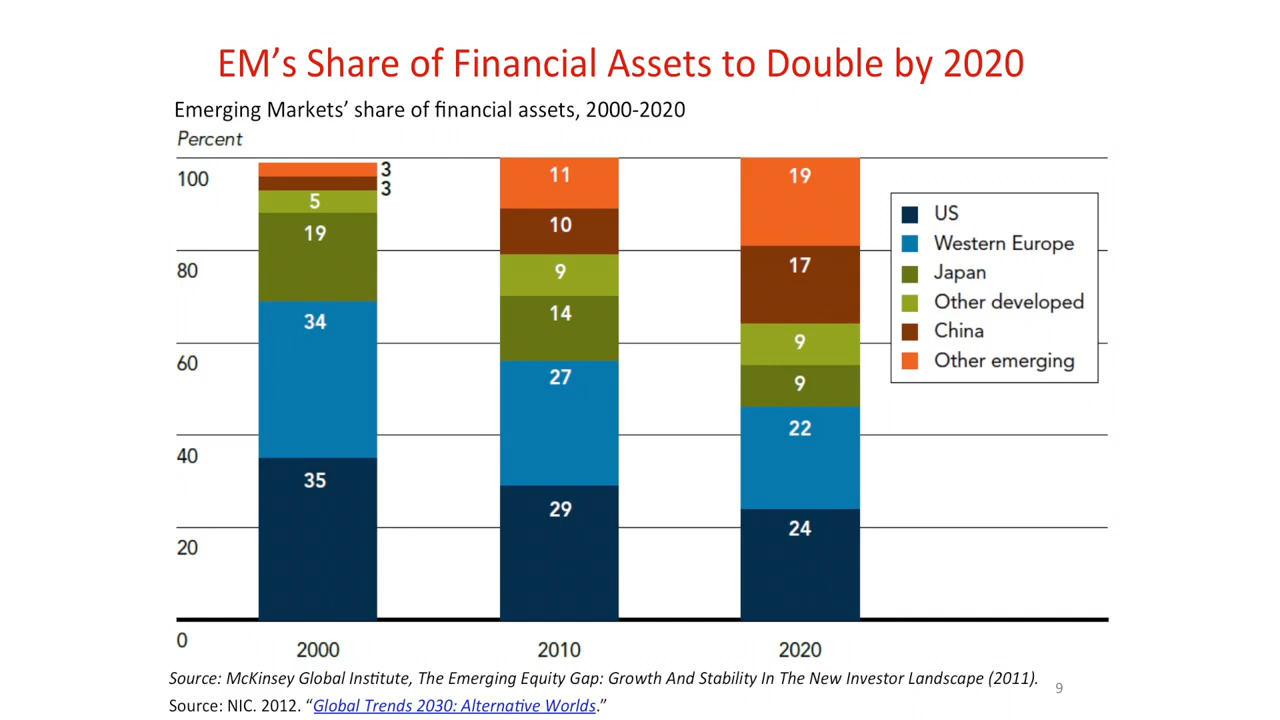 EM’s Share of Financial Assets to Double by 2020
Emerging Markets’ share of financial assets, 2000-2020
Percent
100
80
60
40
20
0
3
3
5
19
34
35
11
10
9
14
27
29
19
17
9
9
22
24
US
Western Europe
Japan
Other developed
China
Other emerging
2000 2010 2020
Source: McKinsey Global Institute, The Emerging Equity Gap: Growth And Stability In The New Investor Landscape (2011).
9
Source: NIC. 2012. “Global Trends 2030: Alternative Worlds.”